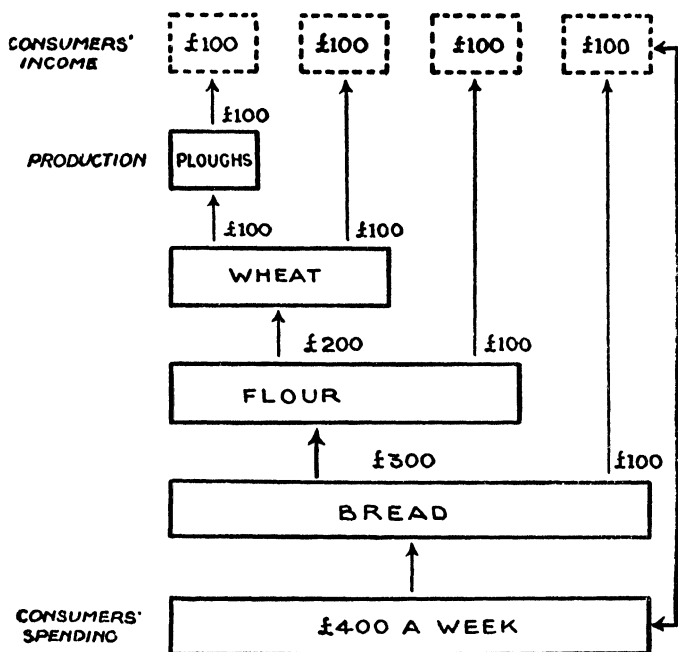 CONSUMERS' INCOME
£100 £100 £100 £100
£100
PRODUCTION PLOUGHS
£100 £100
WHEAT
£200 £100
FLOUR
£300 £100
BREAD
CONSUMERS' SPENDING
£400 A WEEK